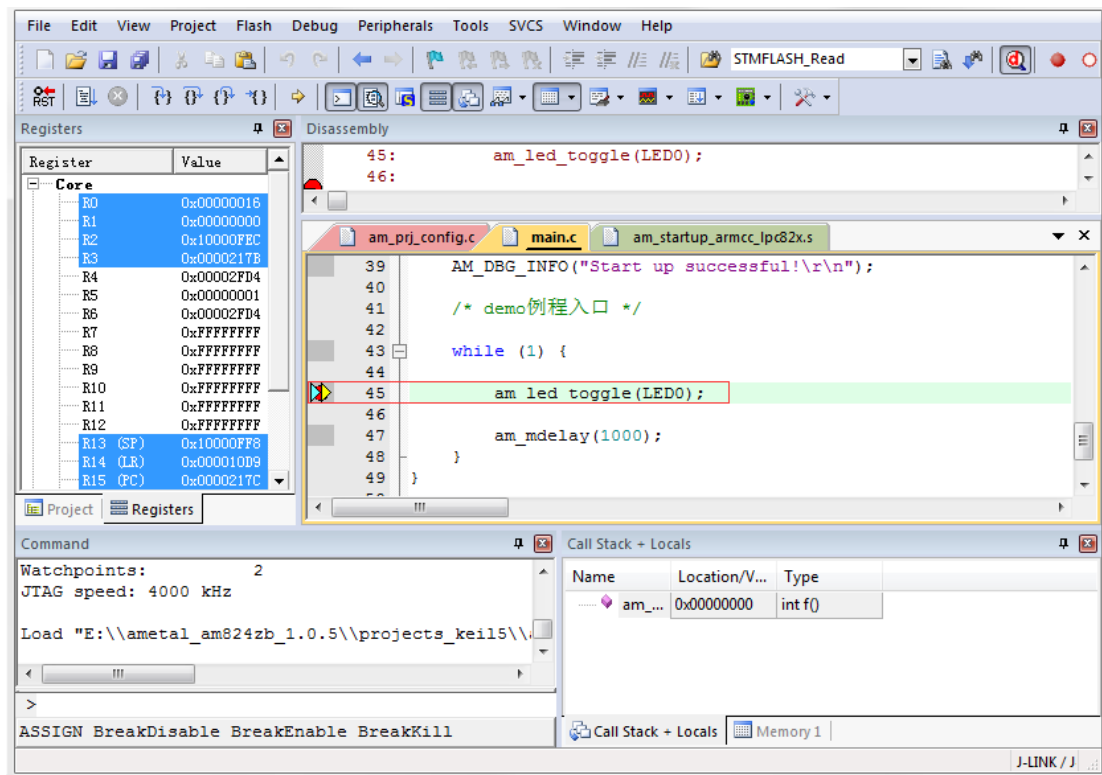 File Edit View Project Flash Debug Peripherals Tools SVCS Window Help
STMFLASH_Read
RST
Registers
Register Value
Core
R0 0x00000016
R1 0x00000000
R2 0x10000FEC
R3 0x0000217B
R4 0x00002FD4
R5 0x00000001
R6 0x00002FD4
R7 0xFFFFFFFF
R8 0xFFFFFFFF
R9 0xFFFFFFFF
R10 0xFFFFFFFF
R11 0xFFFFFFFF
R12 0xFFFFFFFF
R13 (SP) 0x10000FF8
R14 (LR) 0x000010D9
R15 (PC) 0x0000217C
Project Registers
Disassembly
45: am_led_toggle(LED0);
46:
am_prj_config.c main.c am_startup_armcc_lpc82x.s
39 AM_DBG_INFO("Start up successful!\r\n");
40
41 /* demo例程入口 */
42
43 while (1) {
44
45 am_led_toggle(LED0);
46
47 am_mdelay(1000);
48 }
49 }
Command
Watchpoints: 2
JTAG speed: 4000 kHz
Load "E:\\ametal_am824zb_1.0.5\\projects_keil5\\
>
ASSIGN BreakDisable BreakEnable BreakKill
Call Stack + Locals
Name Location/V... Type
am_... 0x00000000 int f()
Call Stack + Locals Memory 1
J-LINK / J